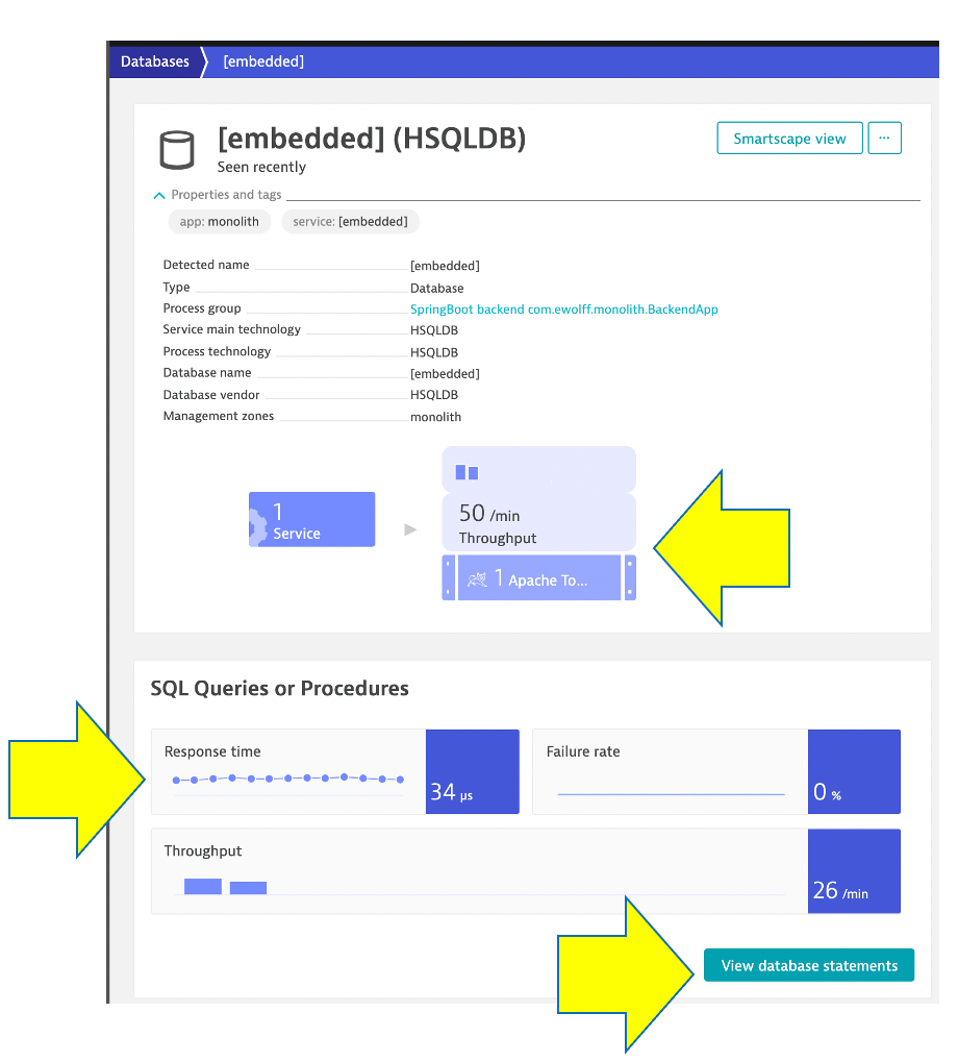 Databases [embedded]
[embedded] (HSQLDB)
Smartscape view ...
Seen recently
Properties and tags
app: monolith service: [embedded]
Detected name [embedded]
Type Database
Process group SpringBoot backend com.ewolff.monolith.BackendApp
Service main technology HSQLDB
Process technology HSQLDB
Database name [embedded]
Database vendor HSQLDB
Management zones monolith
1
Service
50 /min
Throughput
1 Apache To...
SQL Queries or Procedures
Response time
34 µs
Failure rate
0 %
Throughput
26 /min
View database statements